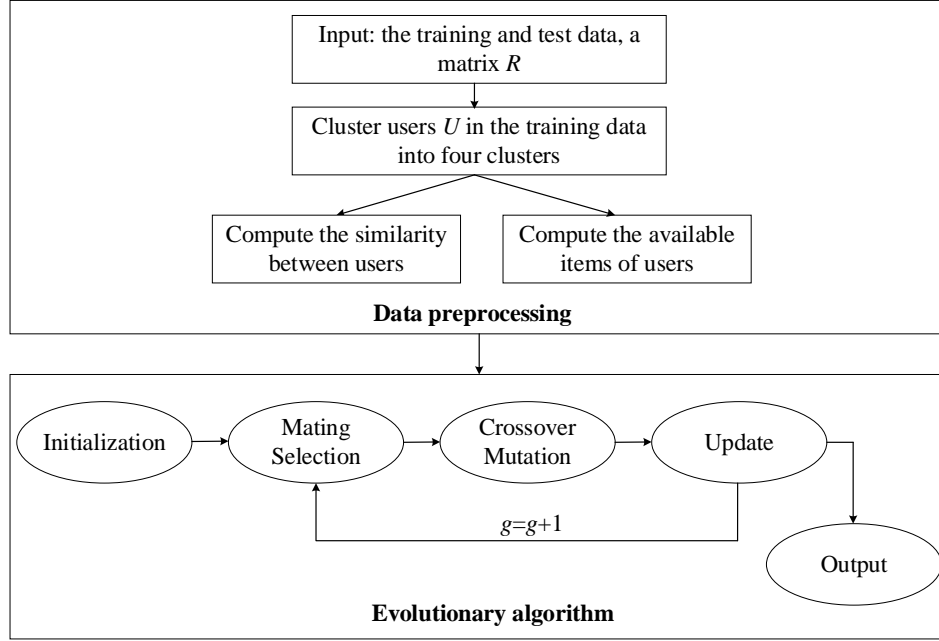 Input: the training and test data, a
matrix R
Cluster users U in the training data
into four clusters
Compute the similarity
between users
Compute the available
items of users
Data preprocessing
Initialization
Mating
Selection
Crossover
Mutation
Update
g=g+1
Output
Evolutionary algorithm